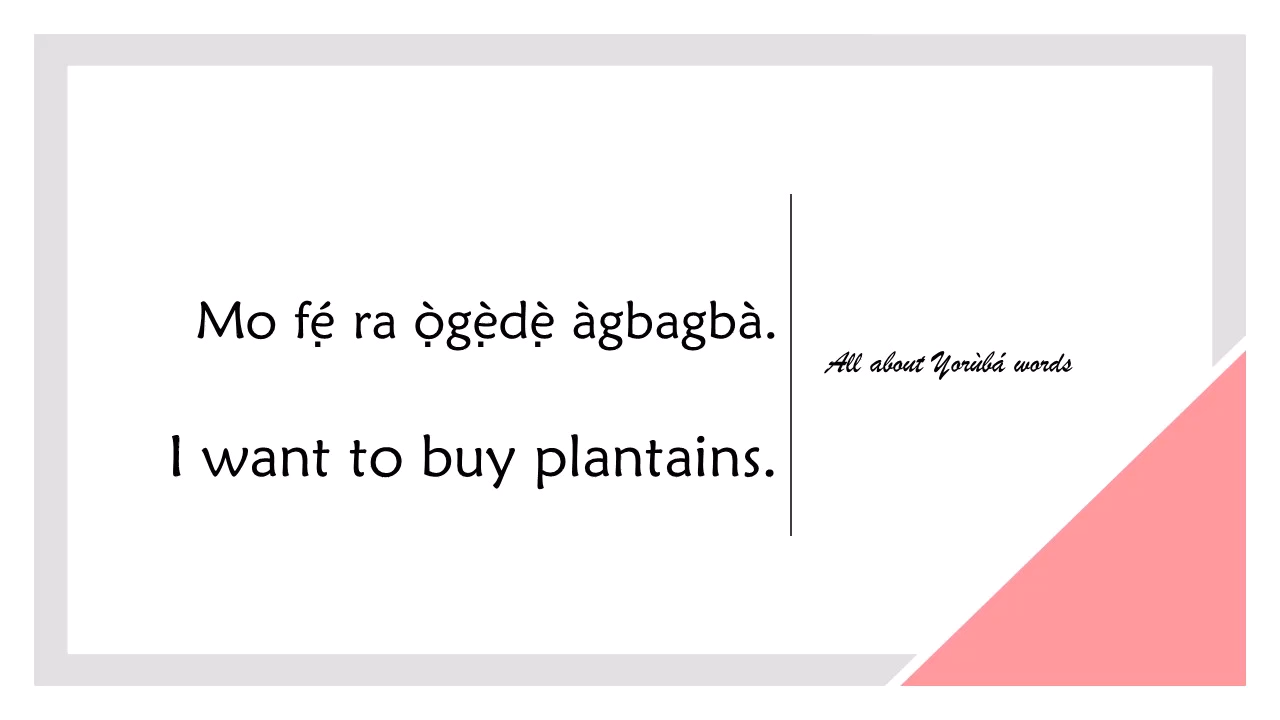 Mo fẹ́ ra ọ̀gẹ̀dẹ̀ àgbagbà.
I want to buy plantains.
All about Yorùbá words